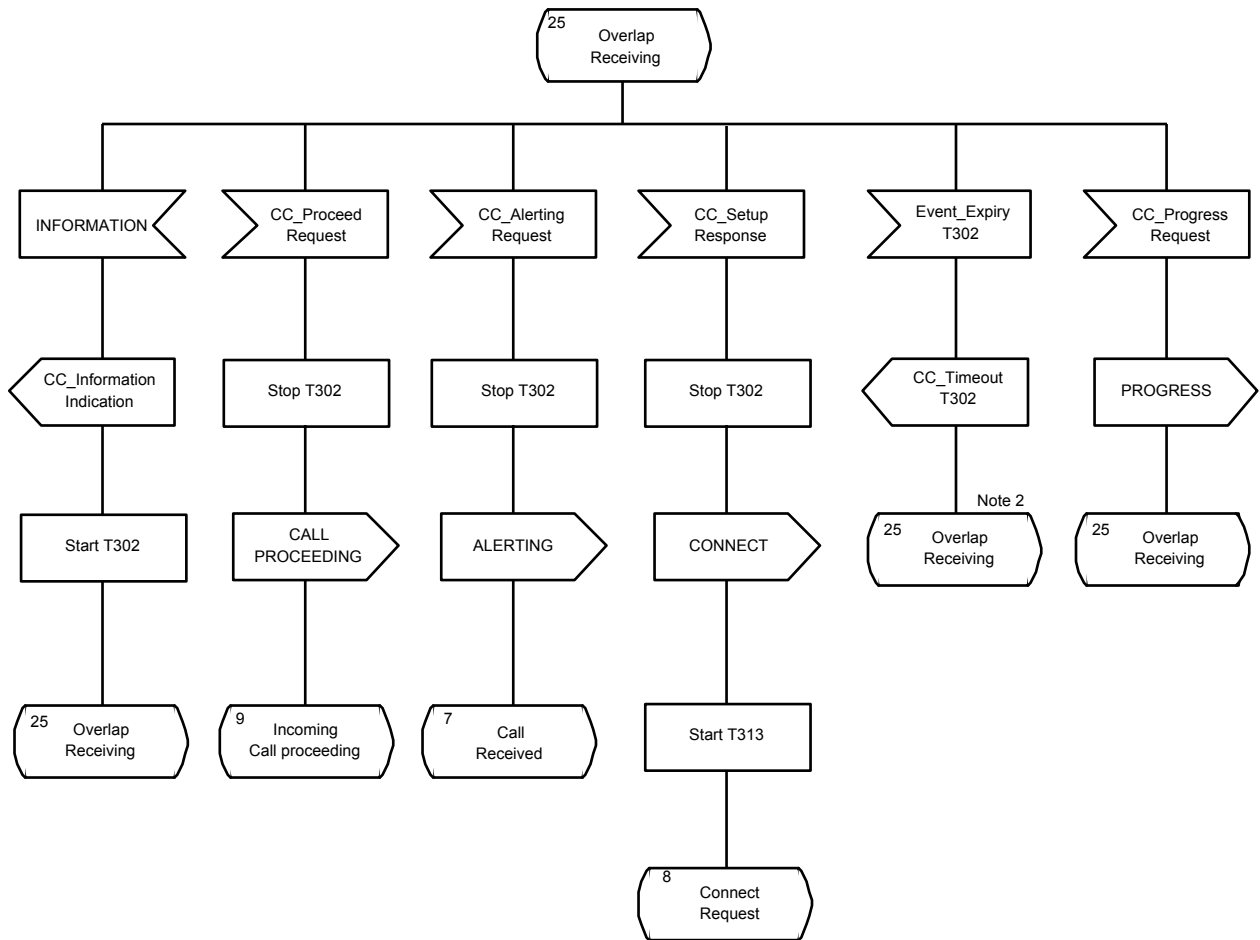 25
Overlap
Receiving
INFORMATION
CC_Proceed
Request
CC_Alerting
Request
CC_Setup
Response
Event_Expiry
T302
CC_Progress
Request
CC_Information
Indication
Stop T302
Stop T302
Stop T302
CC_Timeout
T302
PROGRESS
Start T302
CALL
PROCEEDING
ALERTING
CONNECT
Note 2
25
Overlap
Receiving
25
Overlap
Receiving
25
Overlap
Receiving
9
Incoming
Call proceeding
7
Call
Received
Start T313
8
Connect
Request